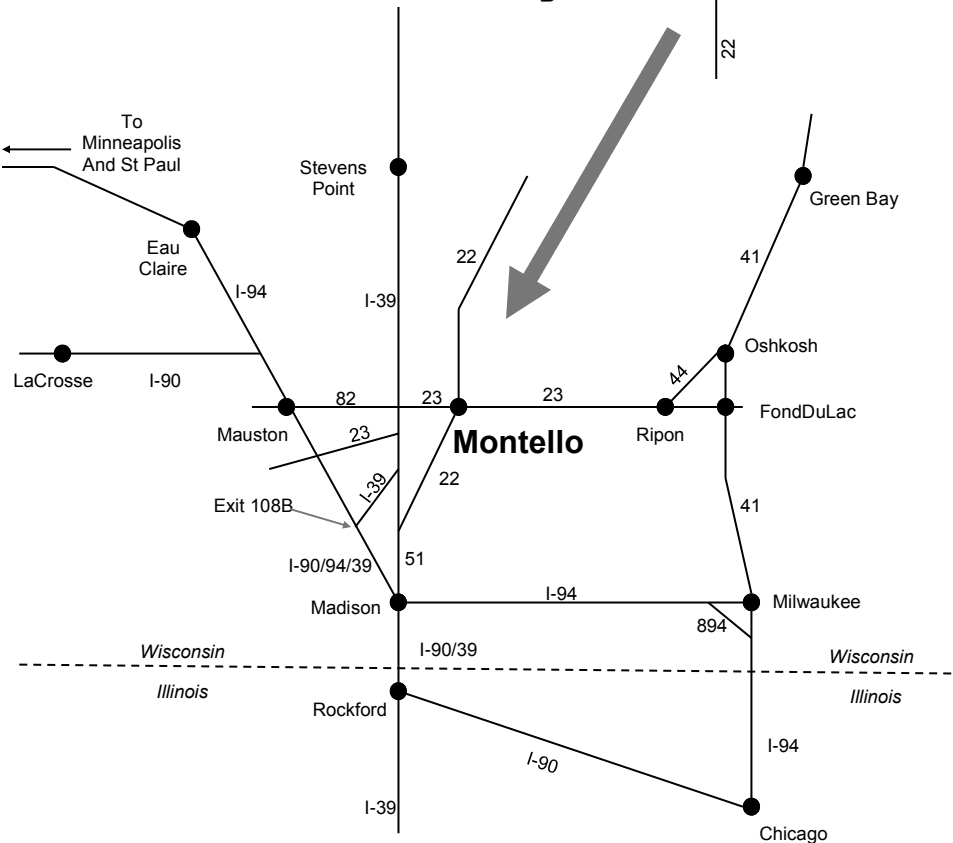 22
To
Minneapolis
And St Paul
Stevens
Point
Green Bay
Eau
Claire
22
41
I-94
I-39
Oshkosh
LaCrosse
I-90
44
82
23
23
FondDuLac
Mauston
23
Montello
Ripon
I-39
22
Exit 108B
41
I-90/94/39
51
I-94
Madison
Milwaukee
894
Wisconsin
I-90/39
Wisconsin
Illinois
Illinois
Rockford
I-90
I-94
I-39
Chicago